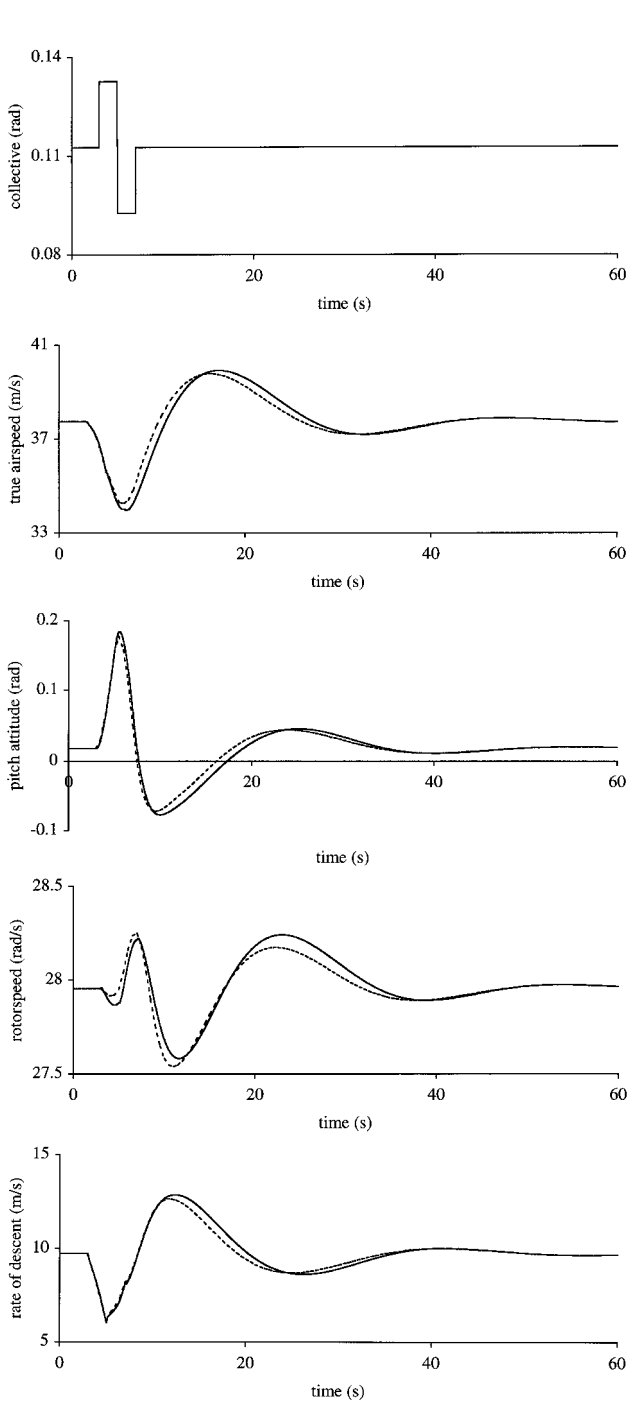 0.14
collective (rad)
0.11
0.08
0 20 40 60
time (s)
41
true airspeed (m/s)
37
33
0 20 40 60
time (s)
0.2
pitch attitude (rad)
0.1
0
0 20 40 60
-0.1
time (s)
28.5
rotorspeed (rad/s)
28
27.5
0 20 40 60
time (s)
15
rate of descent (m/s)
10
5
0 20 40 60
time (s)